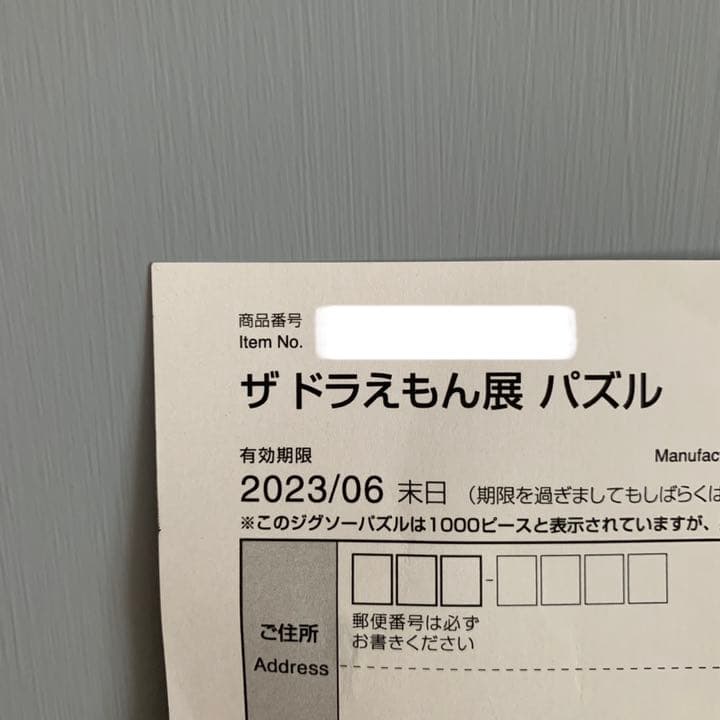 商品番号
Item No.
ザ ドラえもん展 パズル
有効期限
Manufac
2023/06 末日 (期限を過ぎましてもしばらくは
※このジグソーパズルは1000ピースと表示されていますが、
ご住所
Address
-
郵便番号は必ず
お書きください